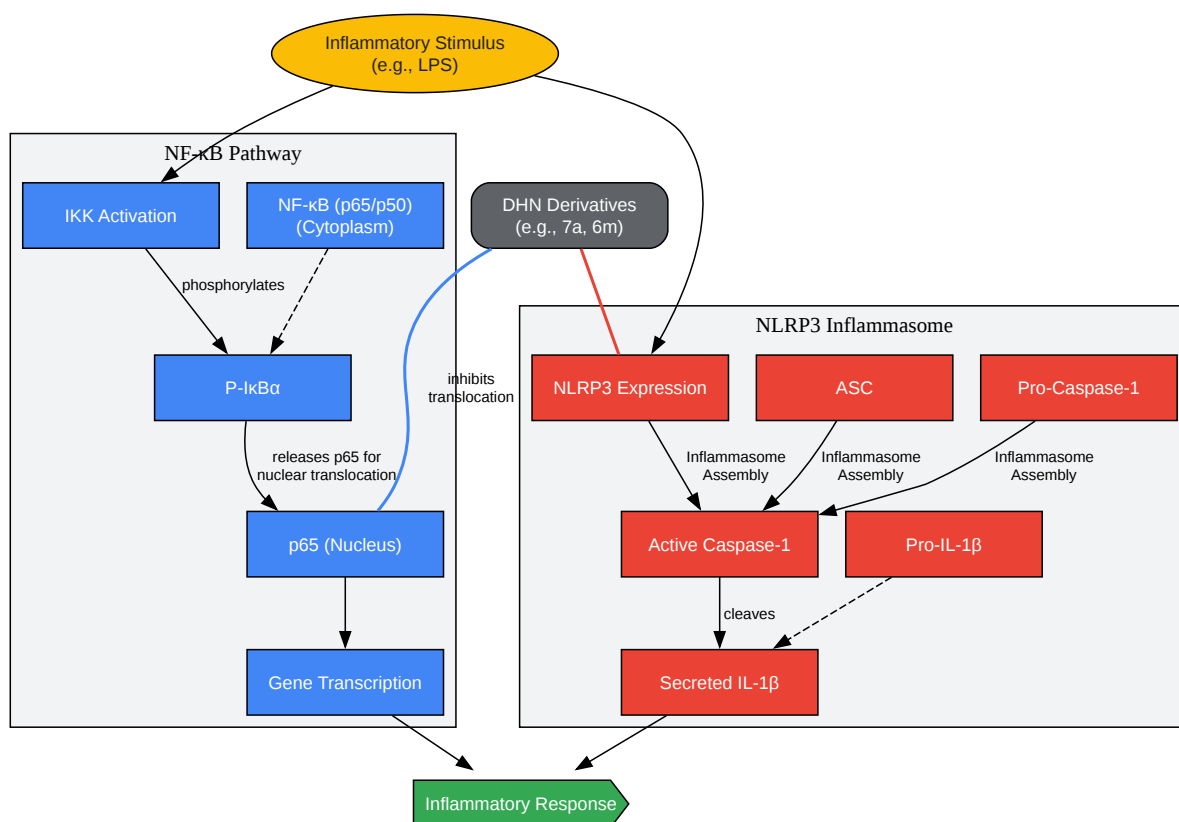 Inflammatory Stimulus
(e.g., LPS)
NF-κB Pathway
IKK Activation
NF-κB (p65/p50)
(Cytoplasm)
DHN Derivatives
(e.g., 7a, 6m)
phosphorylates
NLRP3 Inflammasome
P-IκBα
inhibits
translocation
NLRP3 Expression
ASC
Pro-Caspase-1
releases p65 for
nuclear translocation
Inflammasome
Assembly
Inflammasome
Assembly
Inflammasome
Assembly
p65 (Nucleus)
Active Caspase-1
Pro-IL-1β
cleaves
Gene Transcription
Secreted IL-1β
Inflammatory Response